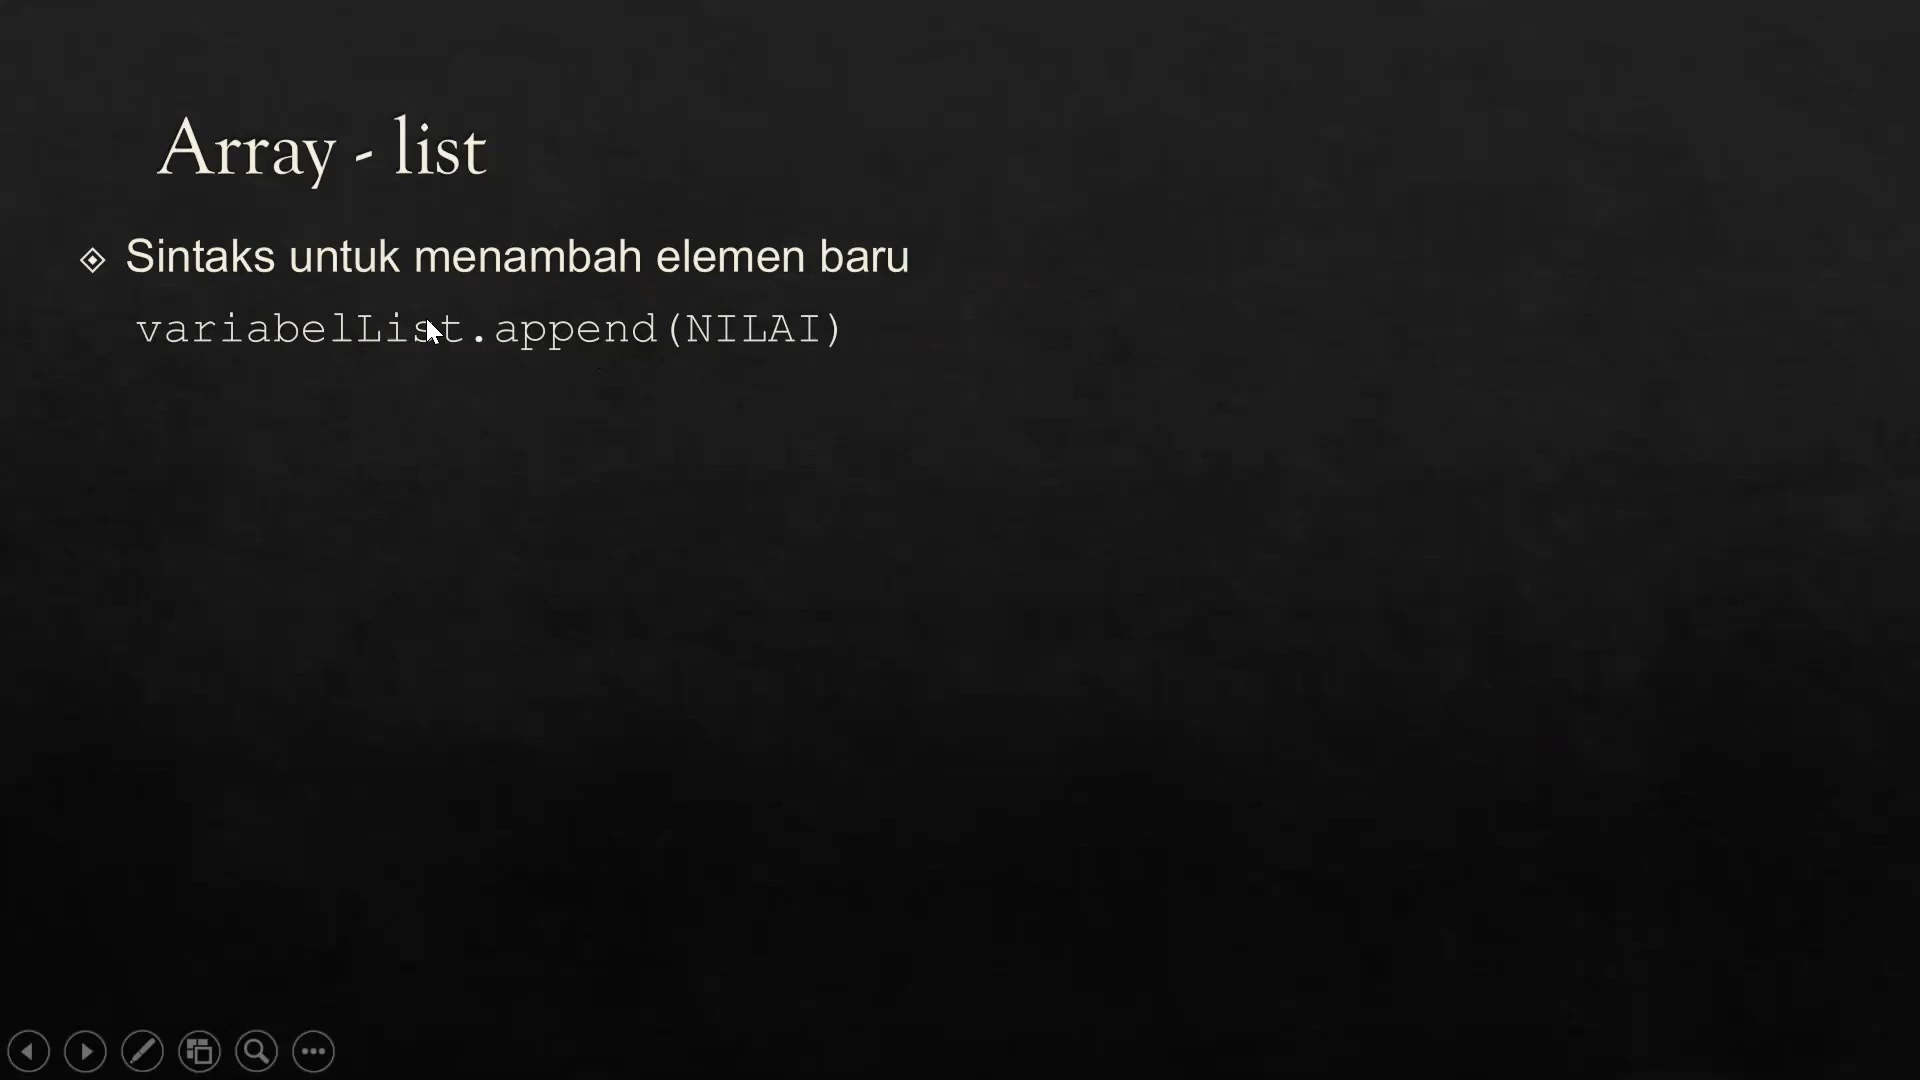 Array - list
Sintaks untuk menambah elemen baru
variabelList.append(NILAI)